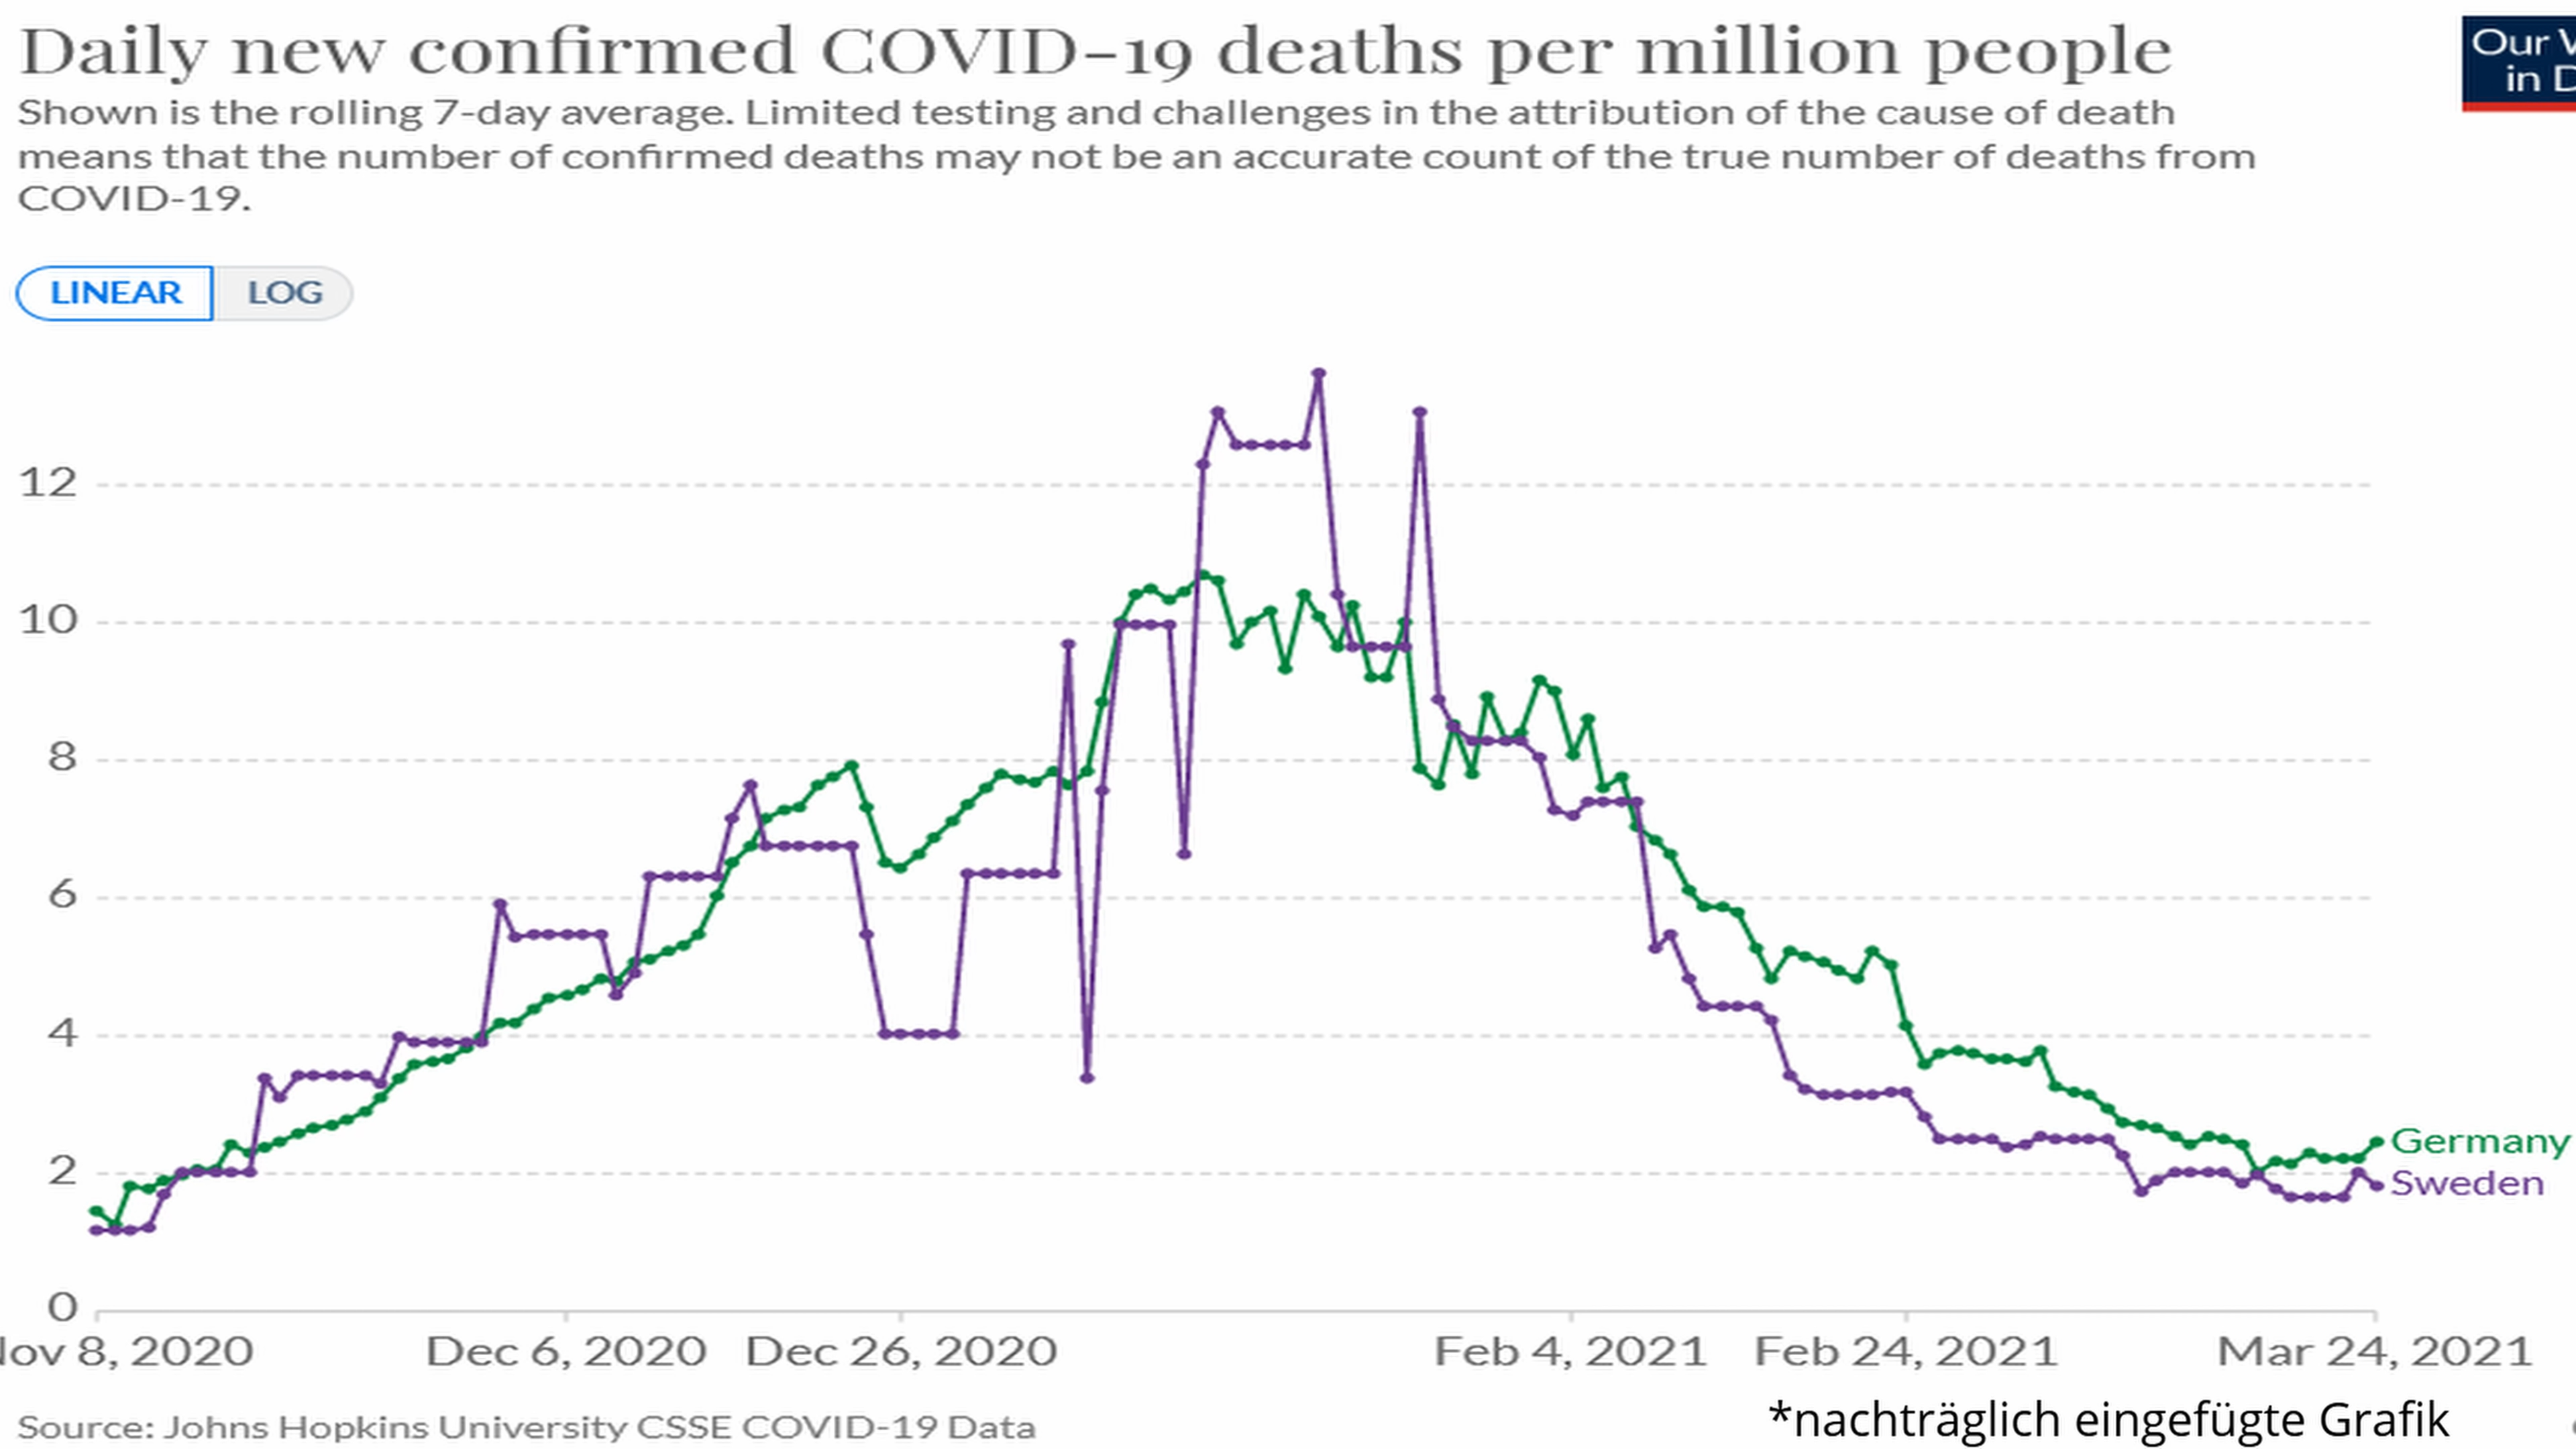 Daily new confirmed COVID-19 deaths per million people
Our
in
Shown is the rolling 7-day average. Limited testing and challenges in the attribution of the cause of death
means that the number of confirmed deaths may not be an accurate count of the true number of deaths from
COVID-19.
LINEAR LOG
12
10
8
6
4
2
0
Germany
Sweden
8, 2020 Dec 6, 2020 Dec 26, 2020 Feb 4, 2021 Feb 24, 2021 Mar 24, 2021
Source: Johns Hopkins University CSSE COVID-19 Data
*nachträglich eingefügte Grafik